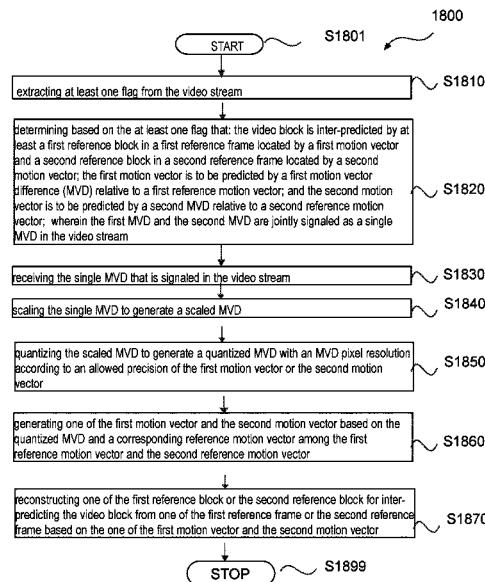 1800
START
S1801
extracting at least one flag from the video stream
S1810
determining based on the at least one flag that: the video block is inter-predicted by at
least a first reference block in a first reference frame located by a first motion vector
and a second reference block in a second reference frame located by a second
motion vector; the first motion vector is to be predicted by a first motion vector
difference (MVD) relative to a first reference motion vector; and the second motion
vector is to be predicted by a second MVD relative to a second reference motion
vector; wherein the first MVD and the second MVD are jointly signaled as a single
MVD in the video stream
S1820
receiving the single MVD that is signaled in the video stream
S1830
scaling the single MVD to generate a scaled MVD
S1840
quantizing the scaled MVD to generate a quantized MVD with an MVD pixel resolution
according to an allowed precision of the first motion vector or the second motion
vector
S1850
generating one of the first motion vector and the second motion vector based on the
quantized MVD and a corresponding reference motion vector among the first
reference motion vector and the second reference motion vector
S1860
reconstructing one of the first reference block or the second reference block for inter-
predicting the video block from one of the first reference frame or the second reference
frame based on the one of the first motion vector and the second motion vector
S1870
STOP
S1899